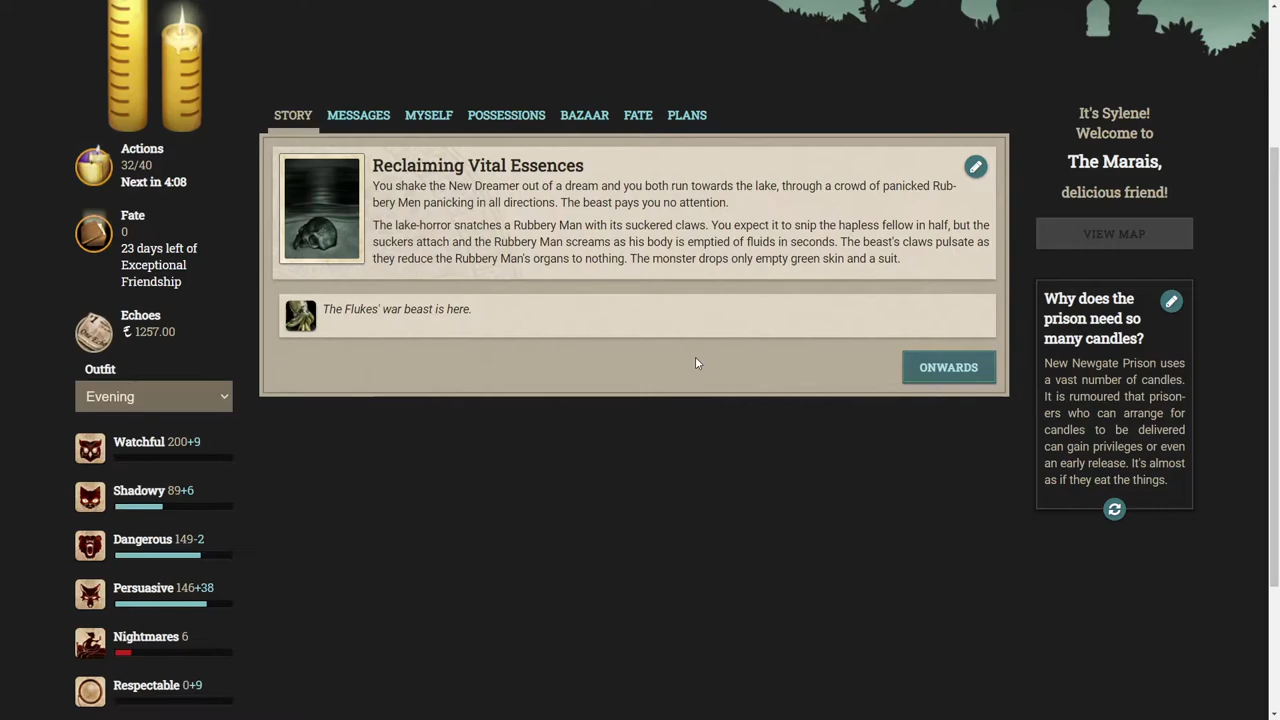 STORY MESSAGES MYSELF POSSESSIONS BAZAAR FATE PLANS
Actions
32/40
Next in 4:08
Fate
0
23 days left of
Exceptional
Friendship
Echoes
1257.00
Outfit
Evening
Watchful 200+9
Shadowy 89+6
Dangerous 149-2
Persuasive 146+38
Nightmares 6
Respectable 0+9
Reclaiming Vital Essences
You shake the New Dreamer out of a dream and you both run towards the lake, through a crowd of panicked Rub-
bery Men panicking in all directions. The beast pays you no attention.
The lake-horror snatches a Rubbery Man with its suckered claws. You expect it to snip the hapless fellow in half, but the
suckers attach and the Rubbery Man screams as his body is emptied of fluids in seconds. The beast's claws pulsate as
they reduce the Rubbery Man's organs to nothing. The monster drops only empty green skin and a suit.
The Flukes' war beast is here.
ONWARDS
It's Sylene!
Welcome to
The Marais,
delicious friend!
VIEW MAP
Why does the
prison need so
many candles?
New Newgate Prison uses
a vast number of candles.
It is rumoured that prison-
ers who can arrange for
candles to be delivered
can gain privileges or even
an early release. It's almost
as if they eat the things.